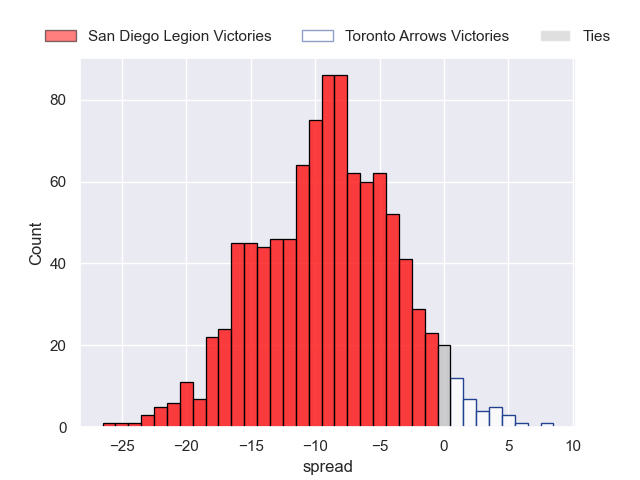 San Diego Legion Victories Toronto Arrows Victories Ties
80
60
40
20
0
Count
−25 −20 −15 −10 −5 0 5 10
spread